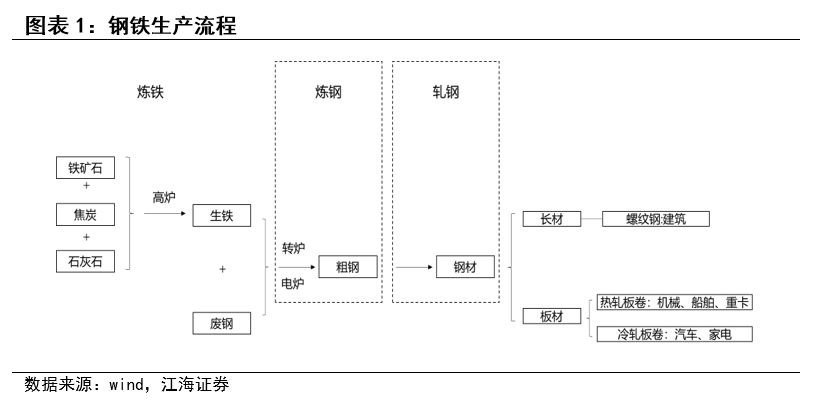 图表 1：钢铁生产流程
炼铁
炼钢
轧钢
铁矿石
+
焦炭
+
石灰石
高炉
生铁
+
废钢
转炉
电炉
粗钢
钢材
长材
螺纹钢:建筑
板材
热轧板卷：机械、船舶、重卡
冷轧板卷：汽车、家电
数据来源：wind，江海证券